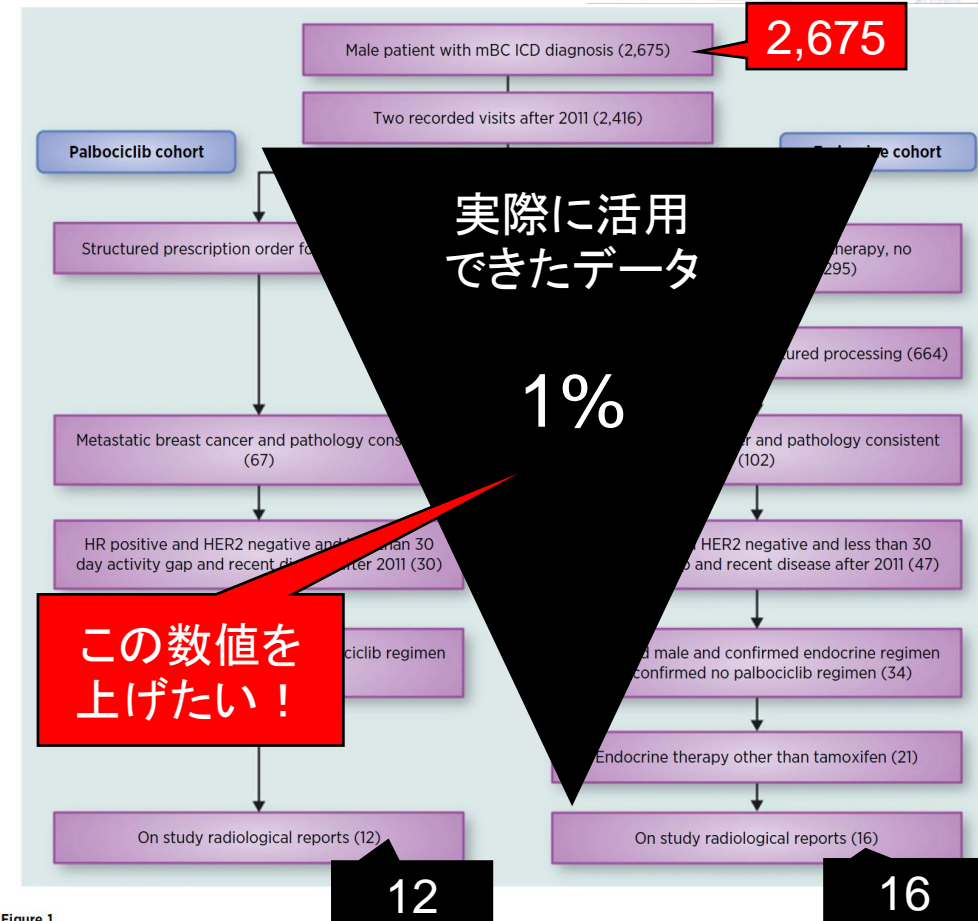 Male patient with mBC ICD diagnosis (2,675)
2,675
Two recorded visits after 2011 (2,416)
Palbociclib cohort
cohort
実際に活用
できたデータ
1%
Structured prescription order
herapy, no
295)
ured processing (664)
Metastatic breast cancer and pathology cons
(67)
r and pathology consistent
(102)
HR positive and HER2 negative and than 30
day activity gap and recent di ter 2011 (30)
HER2 negative and less than 30
and recent disease after 2011 (47)
この数値を
上げたい！
ciclib regimen
male and confirmed endocrine regimen
confirmed no palbociclib regimen (34)
Endocrine therapy other than tamoxifen (21)
On study radiological reports (12)
On study radiological reports (16)
12
16
Figure 1